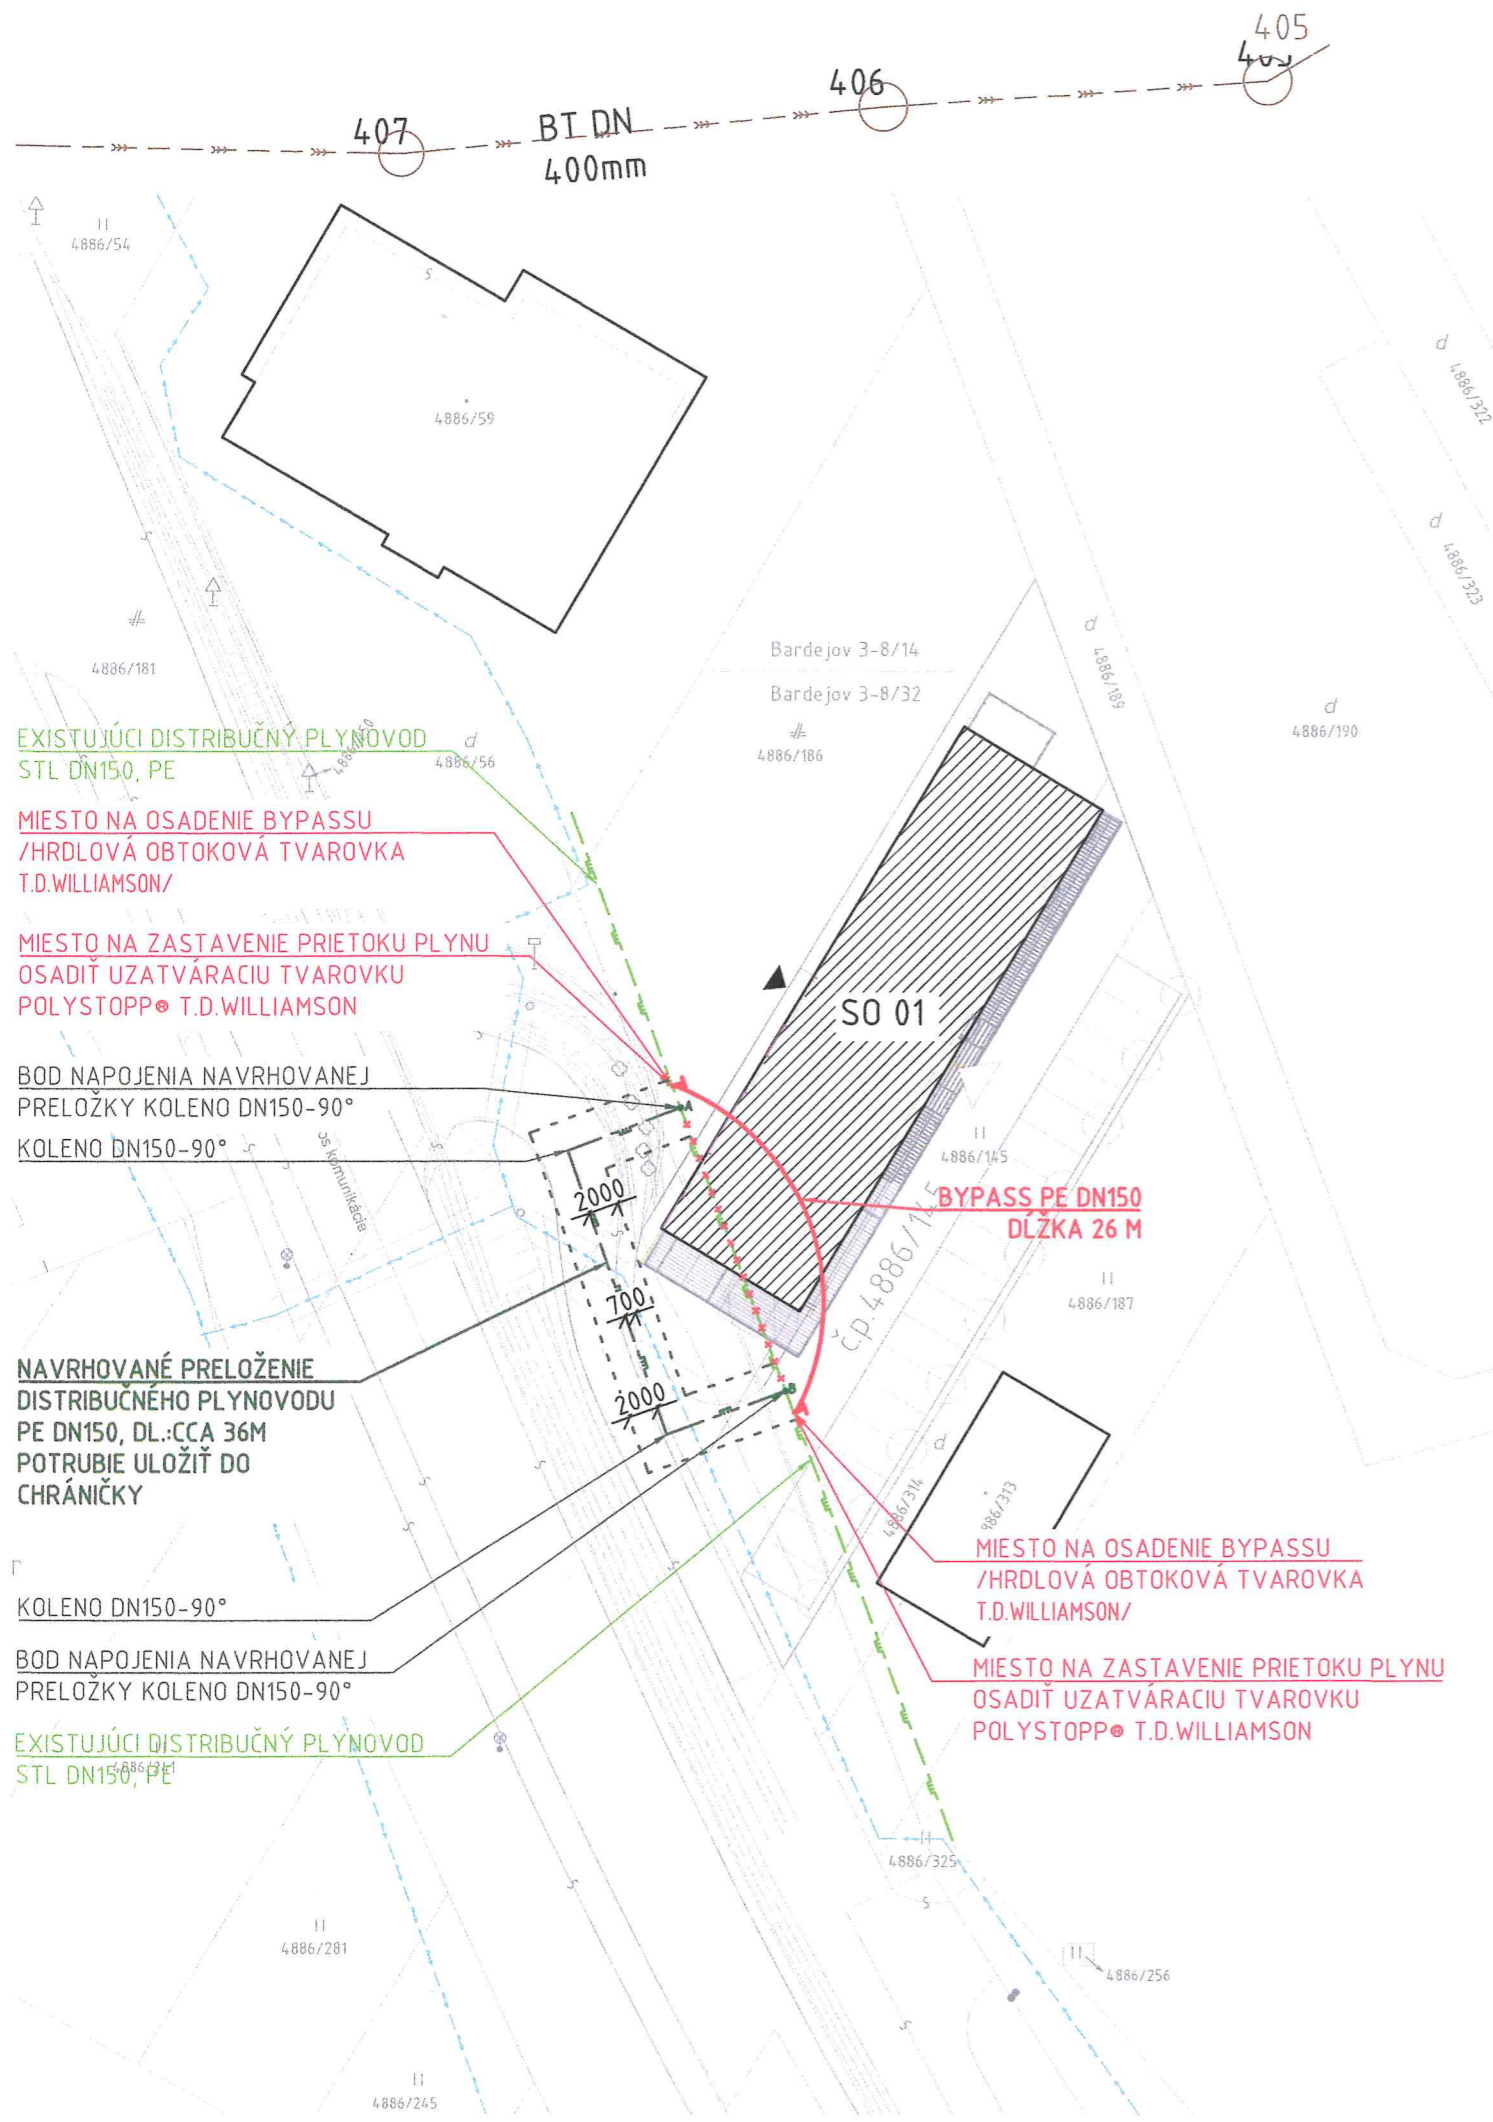 405
406
407
BT DN
400mm
4886/54
4886/59
d
4886/322
d
4886/323
4886/181
Bardejov 3-8/14
Bardejov 3-8/32
4886/186
d
4886/189
d
4886/190
EXISTUJÚCI DISTRIBUČNÝ PLYNOVOD
STL DN150, PE
d
4886/56
MIESTO NA OSADENIE BYPASSU
/HRDLOVÁ OBTOKOVÁ TVAROVKA
T.D.WILLIAMSON/
MIESTO NA ZASTAVENIE PRIETOKU PLYNU
OSADIŤ UZATVÁRACIU TVAROVKU
POLYSTOPP® T.D.WILLIAMSON
SO 01
BOD NAPOJENIA NAVRHOVANEJ
PRELOŽKY KOLENO DN150-90°
A
KOLENO DN150-90°
komunikácie
2000
4886/145
BYPASS PE DN150
DĹŽKA 26 M
č.p.4886/145
4886/187
700
NAVRHOVANÉ PRELOŽENIE
DISTRIBUČNÉHO PLYNOVODU
PE DN150, DL.:CCA 36M
POTRUBIE ULOŽIŤ DO
CHRÁNIČKY
2000
B
d
4886/314
986/313
MIESTO NA OSADENIE BYPASSU
/HRDLOVÁ OBTOKOVÁ TVAROVKA
T.D.WILLIAMSON/
KOLENO DN150-90°
BOD NAPOJENIA NAVRHOVANEJ
PRELOŽKY KOLENO DN150-90°
MIESTO NA ZASTAVENIE PRIETOKU PLYNU
OSADIŤ UZATVÁRACIU TVAROVKU
POLYSTOPP® T.D.WILLIAMSON
EXISTUJÚCI DISTRIBUČNÝ PLYNOVOD
STL DN150, PE
4886/325
4886/281
4886/256
4886/245